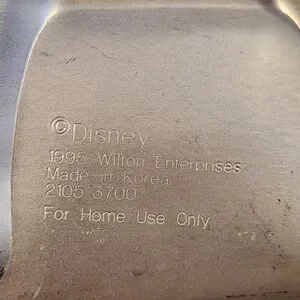 ©Disney
1995 Wilton Enterprises
Made in Korea
2105 3700
For Home Use Only